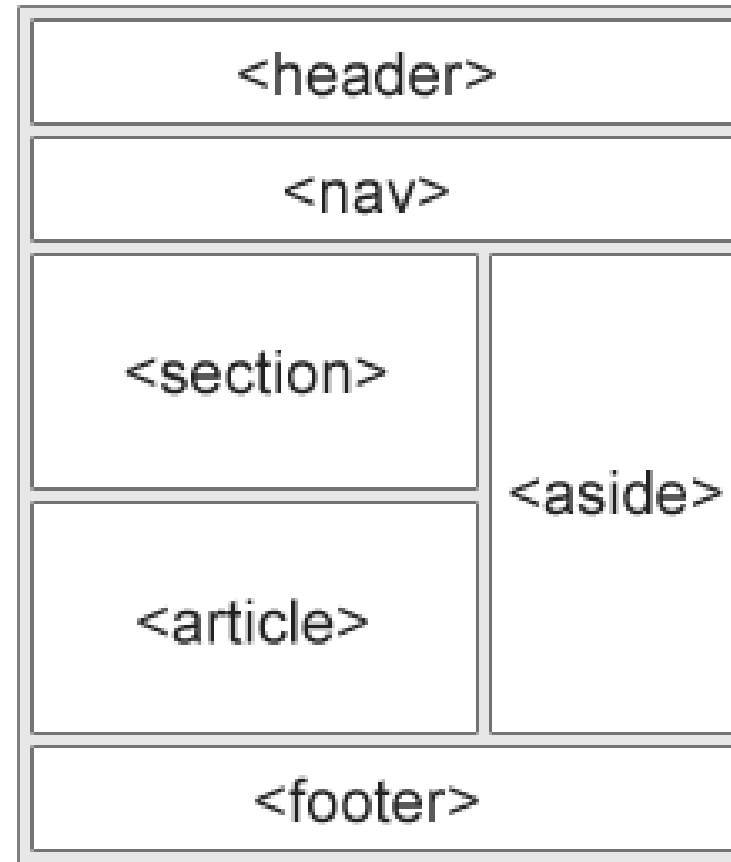 <header>
<nav>
<section>
<aside>
<article>
<footer>